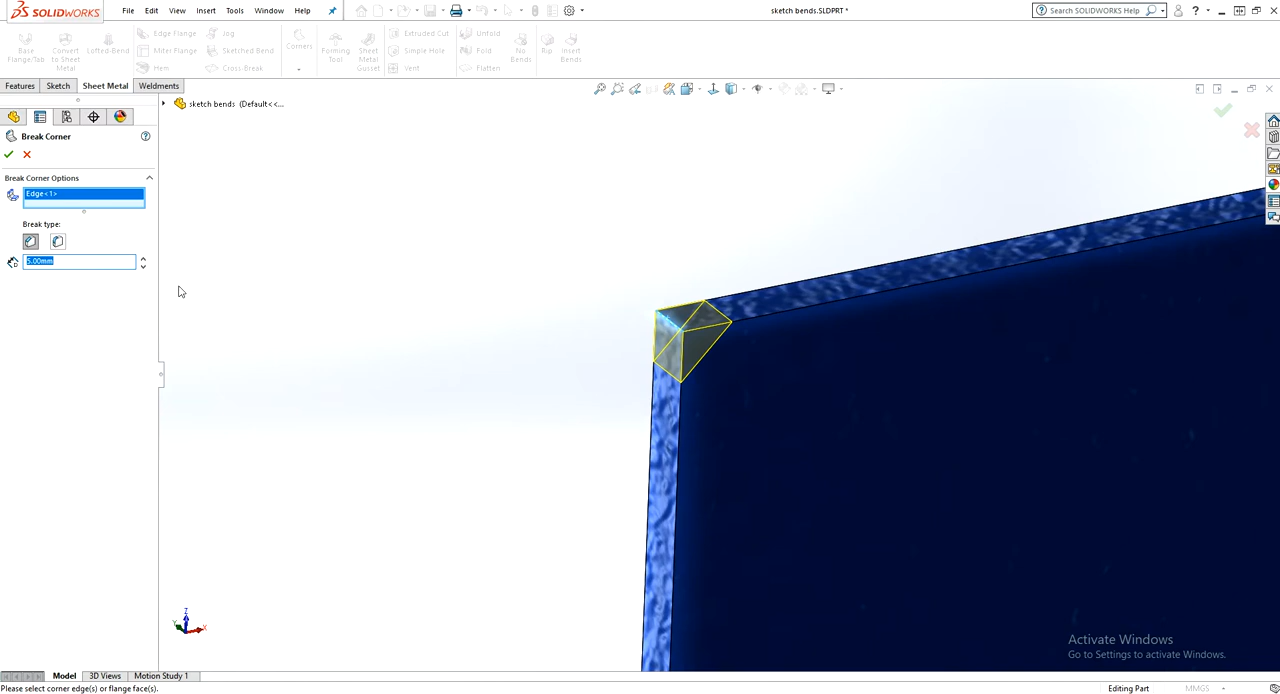 SOLIDWORKS
File Edit View Insert Tools Window Help
sketch bends.SLDPRT *
Search SOLIDWORKS Help
Base Flange/Tab
Convert to Sheet Metal
Lofted-Bend
Edge Flange
Miter Flange
Hem
Jog
Sketched Bend
Cross-Break
Corners
Forming Tool
Sheet Metal Gusset
Extruded Cut
Simple Hole
Vent
Unfold
Fold
Flatten
No Bends
Rip
Insert Bends
Features Sketch Sheet Metal Weldments
sketch bends (Default<<...
Break Corner
Break Corner Options
Edge<1>
Break type:
5.00mm
Z
Y
X
Activate Windows
Go to Settings to activate Windows.
Model 3D Views Motion Study 1
Please select corner edge(s) or flange face(s).
Editing Part
MMGS